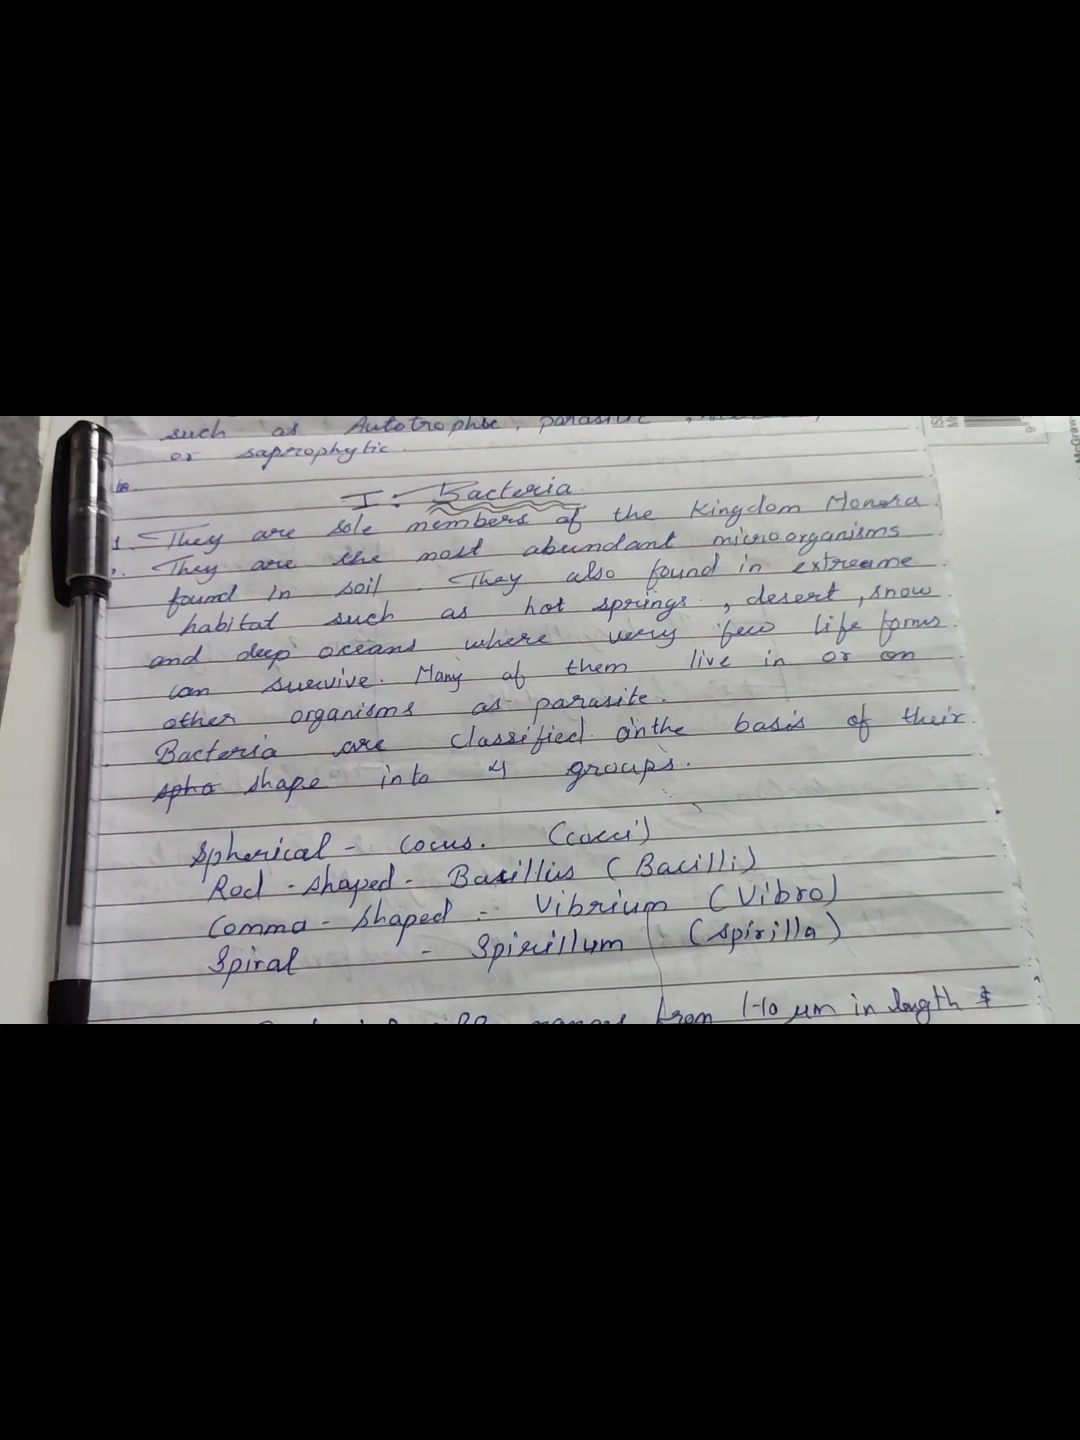 such as Autotrophic, parasitic,
or saprophytic.
I. Bacteria
1. They are sole members of the Kingdom Monera.
They are the most abundant microorganisms
found in soil. They also found in extreame
habitat such as hot springs, desert, snow
and deep oceans where very few life forms
can survive. Many of them live in or on
other organisms as parasite.
Bacteria are classified on the basis of their
spho shape into 4 groups.
Spherical - Cocus. (cocci)
Rod - shaped - Basillius (Bacilli)
Comma - shaped - Vibrium (Vibro)
Spiral - Spirillum (spirilla)
from 1-10 µm in length &